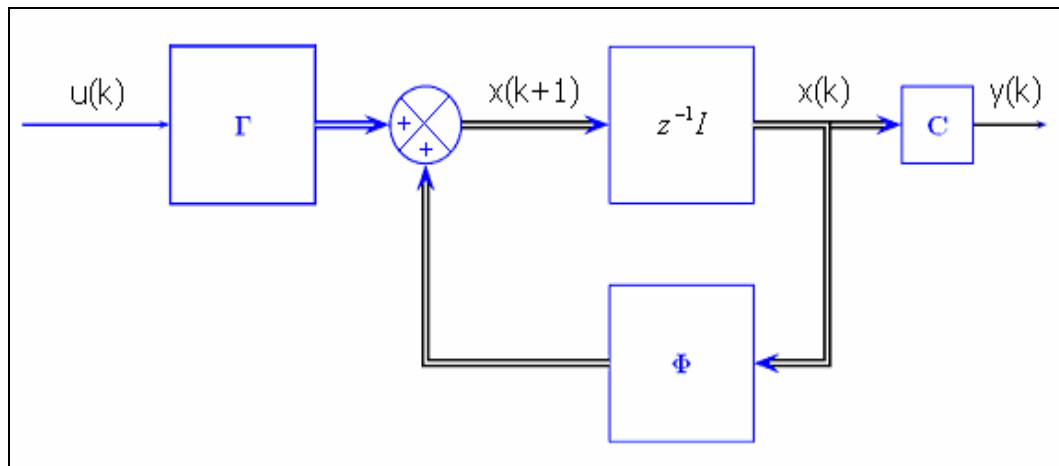 u(k)
Γ
+
+
x(k+1)
z⁻¹I
x(k)
C
y(k)
Φ